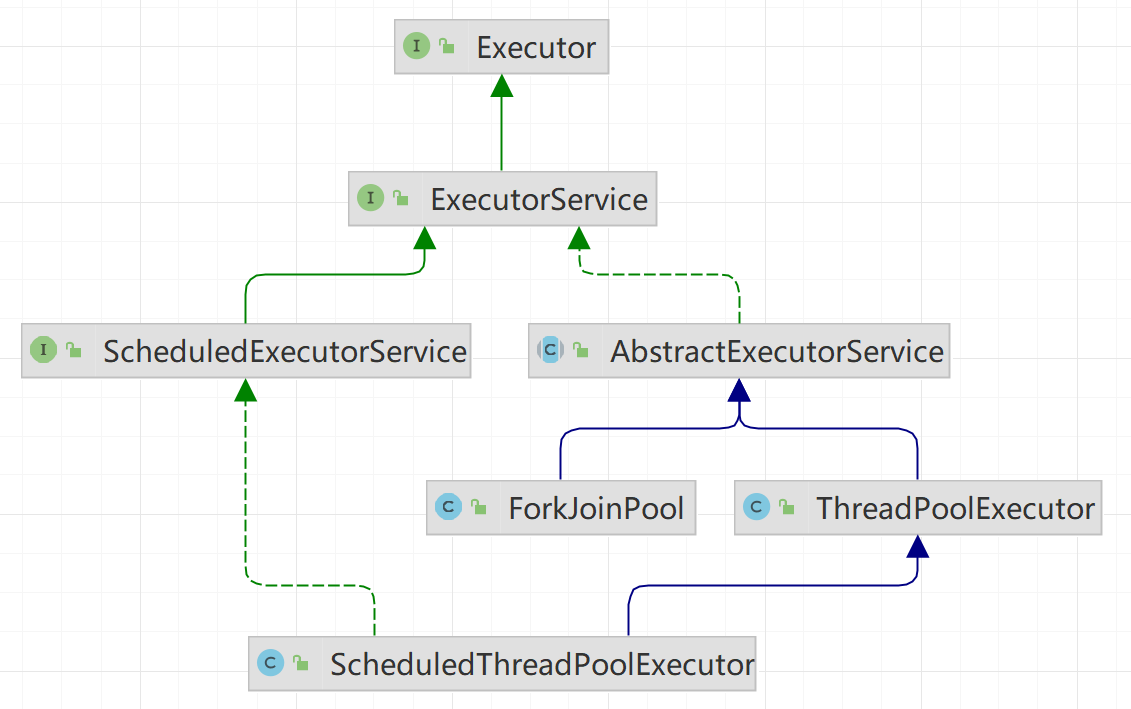 I Executor
I ExecutorService
I ScheduledExecutorService
C AbstractExecutorService
C ForkJoinPool
C ThreadPoolExecutor
C ScheduledThreadPoolExecutor